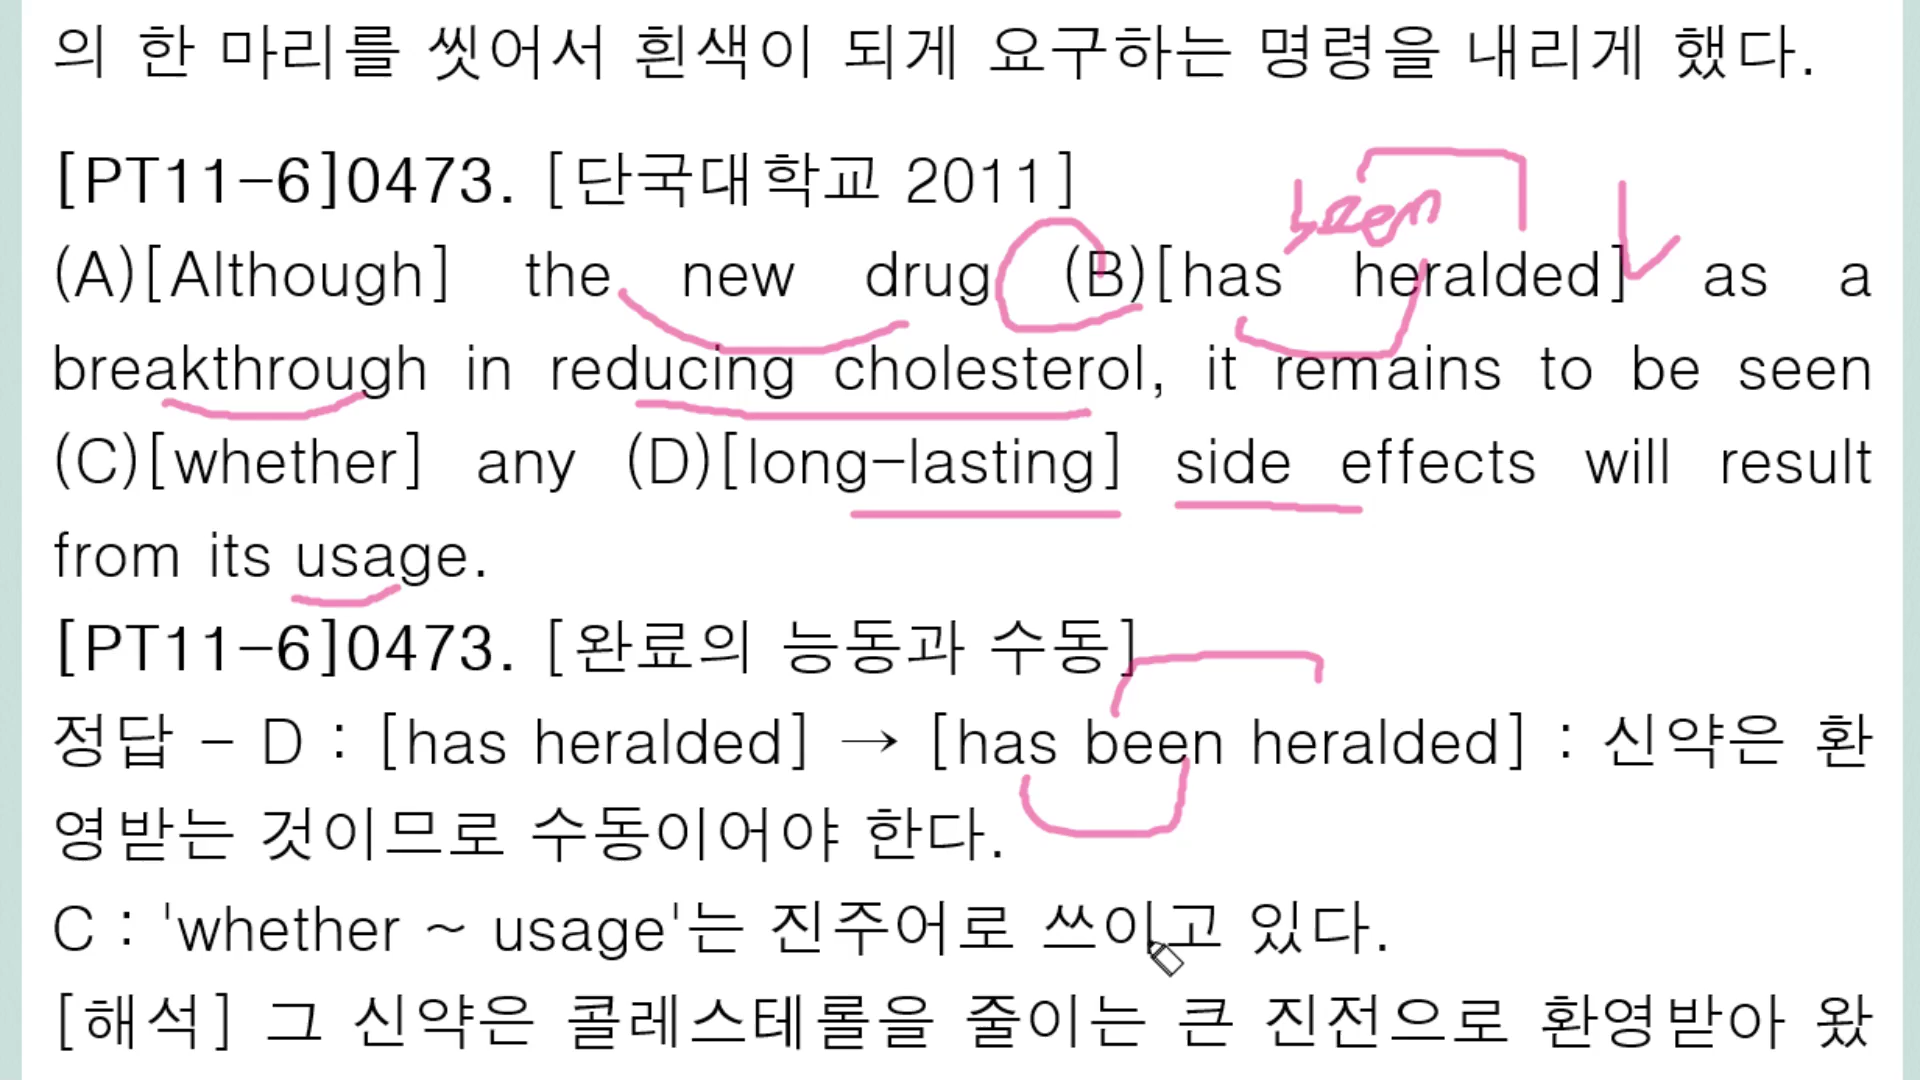 의 한 마리를 씻어서 흰색이 되게 요구하는 명령을 내리게 했다.
[PT11-6]0473. [단국대학교 2011]
been
(A)[Although] the new drug (B)[has heralded] as a
breakthrough in reducing cholesterol, it remains to be seen
(C)[whether] any (D)[long-lasting] side effects will result
from its usage.
[PT11-6]0473. [완료의 능동과 수동]
정답 - D : [has heralded] → [has been heralded] : 신약은 환
영받는 것이므로 수동이어야 한다.
C : 'whether ~ usage'는 진주어로 쓰이고 있다.
[해석] 그 신약은 콜레스테롤을 줄이는 큰 진전으로 환영받아 왔